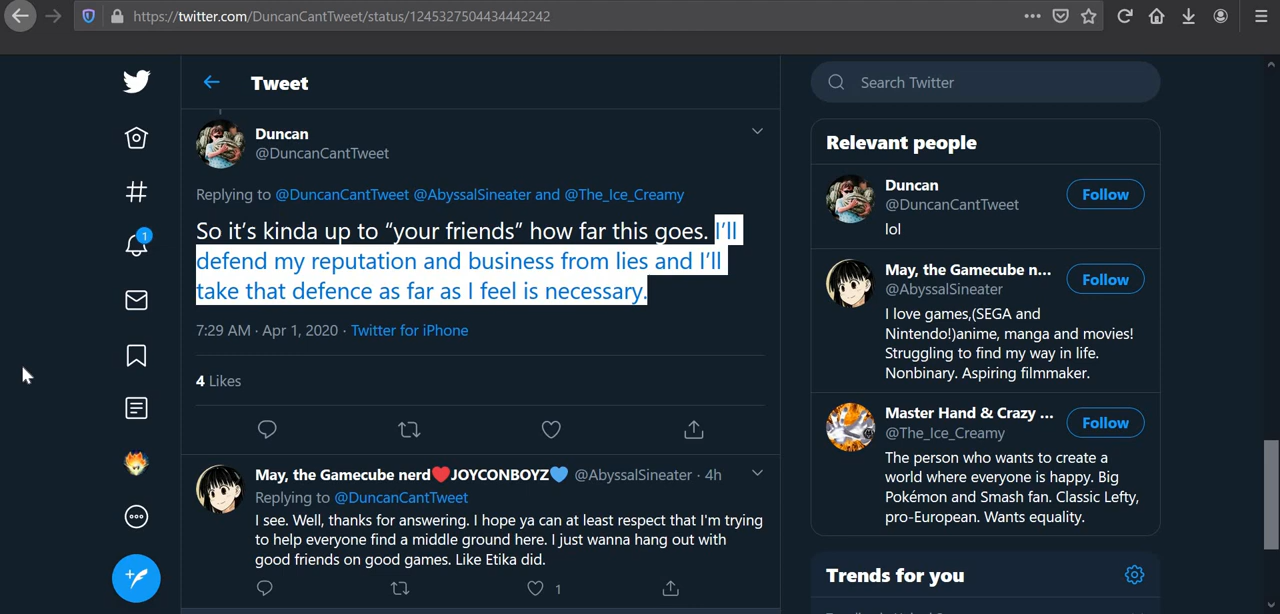 https://twitter.com/DuncanCantTweet/status/1245327504434442242
Tweet
Duncan
@DuncanCantTweet
Replying to @DuncanCantTweet @AbyssalSineater and @The_Ice_Creamy
So it’s kinda up to “your friends” how far this goes. I’ll
defend my reputation and business from lies and I’ll
take that defence as far as I feel is necessary.
7:29 AM · Apr 1, 2020 · Twitter for iPhone
4 Likes
May, the Gamecube nerd❤️JOYCONBOYZ💙 @AbyssalSineater · 4h
Replying to @DuncanCantTweet
I see. Well, thanks for answering. I hope ya can at least respect that I'm trying
to help everyone find a middle ground here. I just wanna hang out with
good friends on good games. Like Etika did.
1
1
Search Twitter
Relevant people
Duncan
@DuncanCantTweet
Follow
lol
May, the Gamecube n...
@AbyssalSineater
Follow
I love games,(SEGA and
Nintendo!)anime, manga and movies!
Struggling to find my way in life.
Nonbinary. Aspiring filmmaker.
Master Hand & Crazy ...
@The_Ice_Creamy
Follow
The person who wants to create a
world where everyone is happy. Big
Pokémon and Smash fan. Classic Lefty,
pro-European. Wants equality.
Trends for you